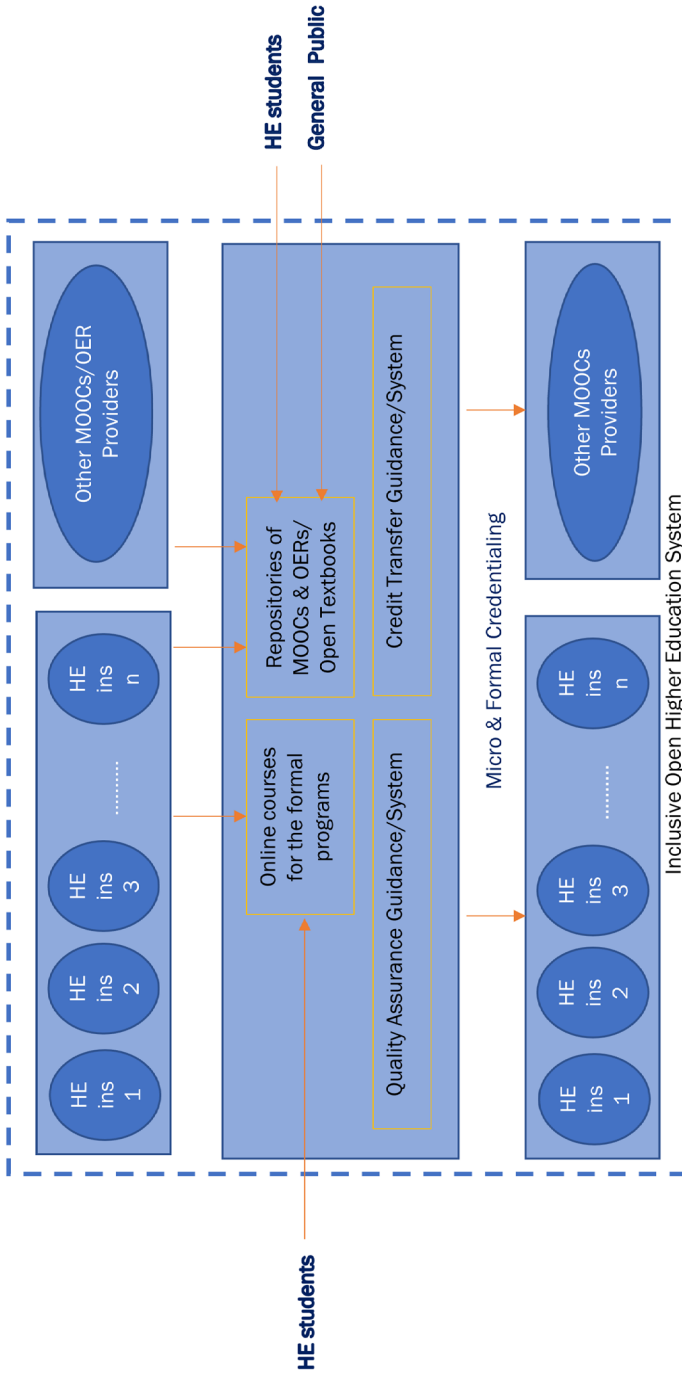 HE
ins
1
HE
ins
2
HE
ins
3
..........
HE
ins
n
Other MOOCs/OER
Providers
HE students
Online courses
for the formal
programs
Repositories of
MOOCs & OERs/
Open Textbooks
HE students
General Public
Quality Assurance Guidance/System
Credit Transfer Guidance/System
Micro & Formal Credentialing
HE
ins
1
HE
ins
2
HE
ins
3
..........
HE
ins
n
Other MOOCs
Providers
Inclusive Open Higher Education System